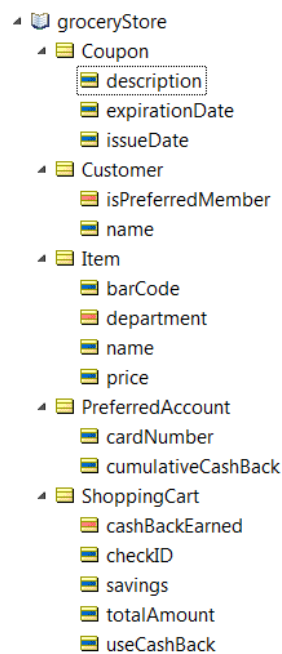 groceryStore
Coupon
description
expirationDate
issueDate
Customer
isPreferredMember
name
Item
barCode
department
name
price
PreferredAccount
cardNumber
cumulativeCashBack
ShoppingCart
cashBackEarned
checkID
savings
totalAmount
useCashBack